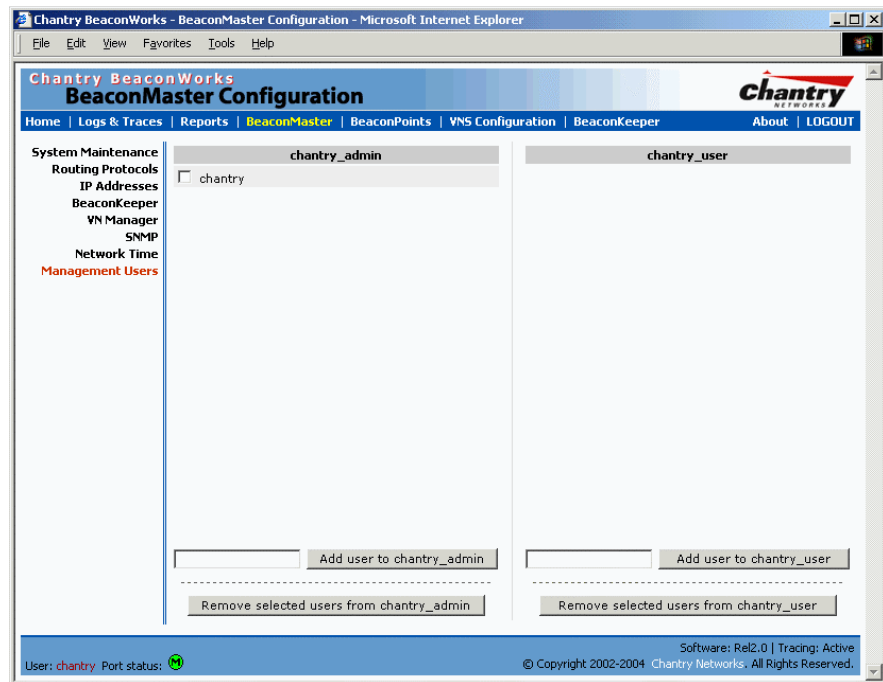 Chantry BeaconWorks - BeaconMaster Configuration - Microsoft Internet Explorer
File Edit View Favorites Tools Help
Chantry BeaconWorks
BeaconMaster Configuration
Chantry
NETWORKS
Home | Logs & Traces | Reports | BeaconMaster | BeaconPoints | VNS Configuration | BeaconKeeper About | LOGOUT
System Maintenance
Routing Protocols
IP Addresses
BeaconKeeper
VN Manager
SNMP
Network Time
Management Users
chantry_admin
chantry
Add user to chantry_admin
Remove selected users from chantry_admin
chantry_user
Add user to chantry_user
Remove selected users from chantry_user
User: chantry Port status: M
Software: Rel2.0 | Tracing: Active
© Copyright 2002-2004 Chantry Networks. All Rights Reserved.